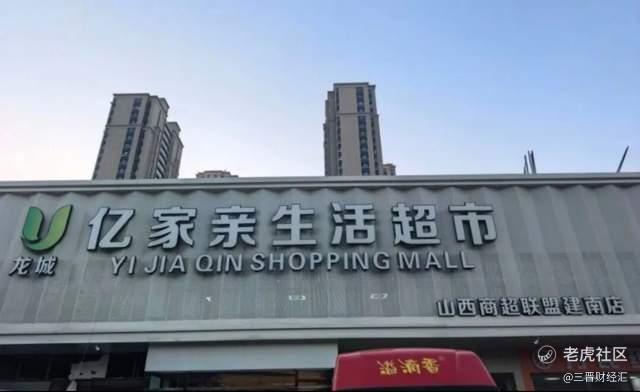 亿家亲生活超市
龙城
YI JIA QIN SHOPPING MALL
山西商超联盟建南店
老虎社区
@三晋财经汇